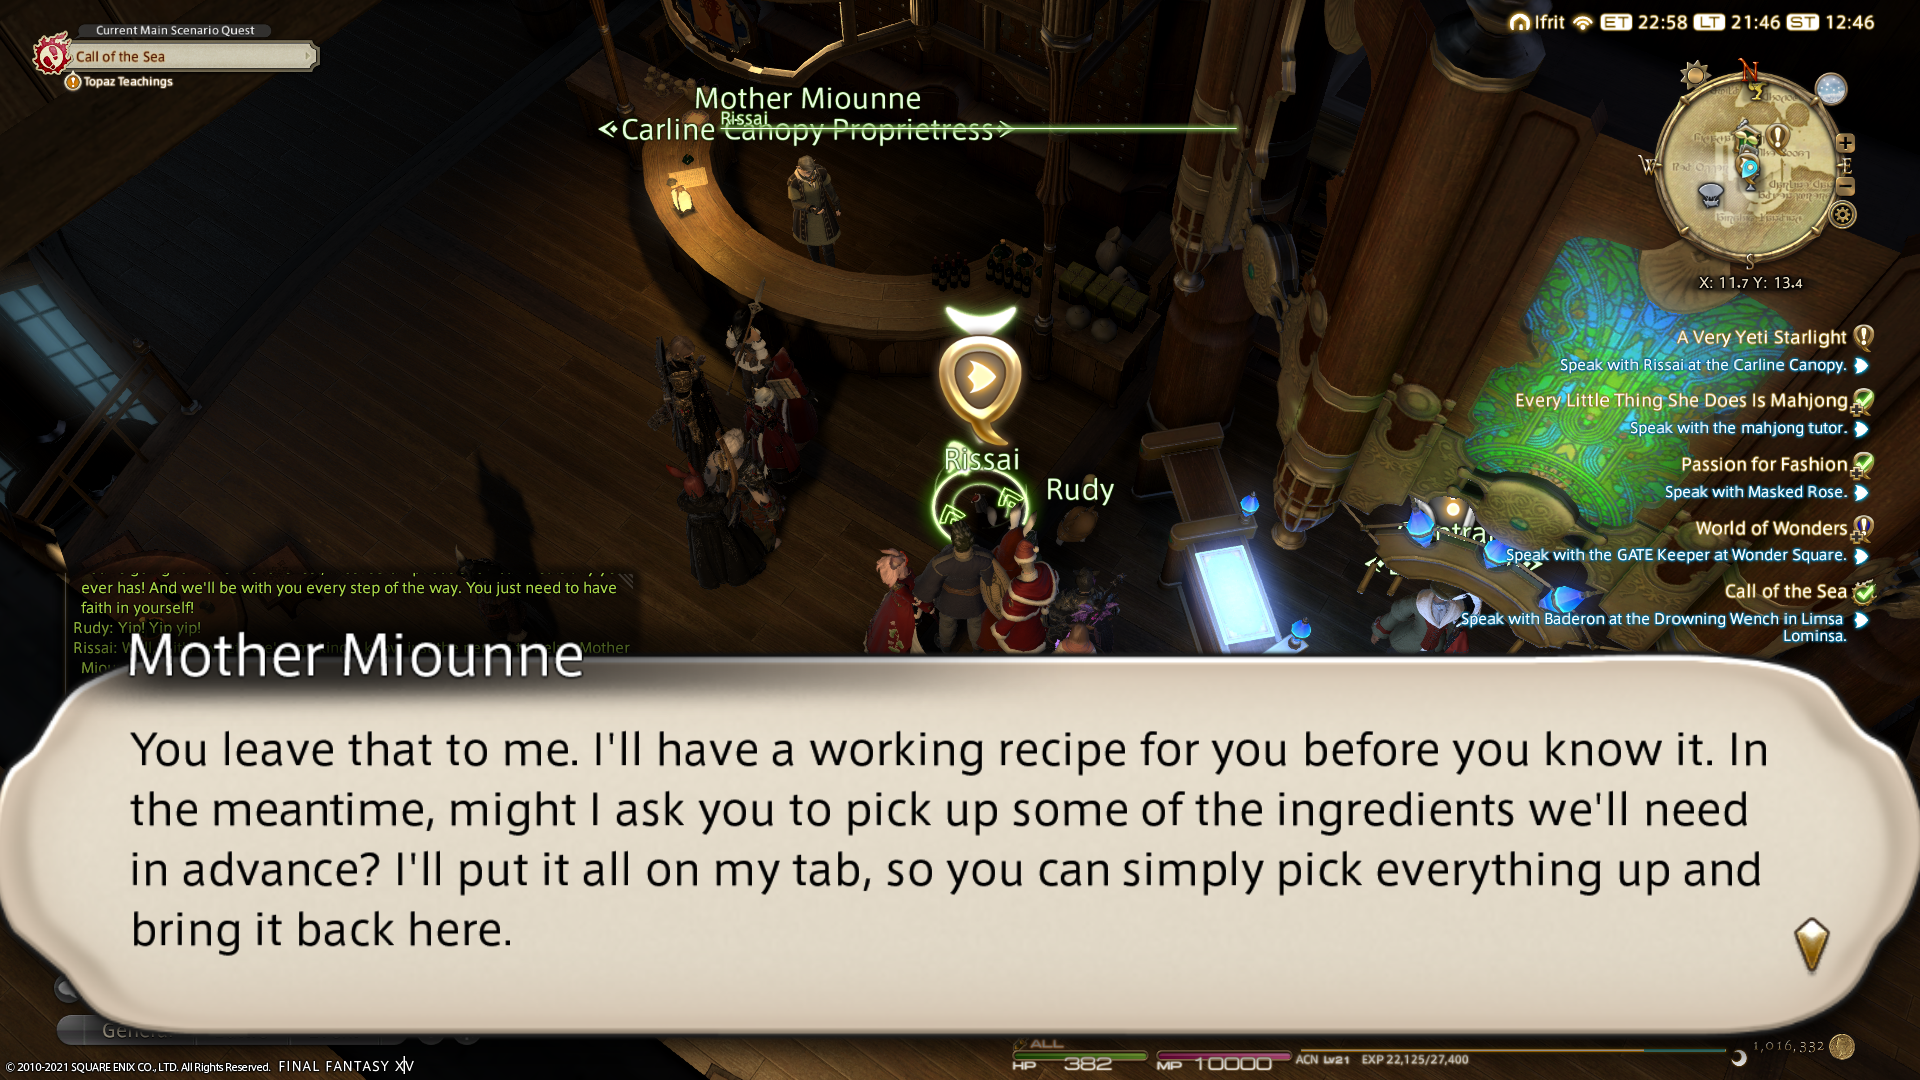 Current Main Scenario Quest
Call of the Sea
Topaz Teachings
Ifrit ET 22:58 LT 21:46 ST 12:46
N
W
E
S
X: 11.7 Y: 13.4
Mother Miounne
Rissai
Carline Canopy Proprietress
A Very Yeti Starlight
Speak with Rissai at the Carline Canopy.
Every Little Thing She Does Is Mahjong
Speak with the mahjong tutor.
Passion for Fashion
Speak with Masked Rose.
World of Wonders
Speak with the GATE Keeper at Wonder Square.
Call of the Sea
Speak with Baderon at the Drowning Wench in Limsa
Lominsa.
Rissai
Rudy
ever has! And we'll be with you every step of the way. You just need to have
faith in yourself!
Rudy: Yip! Yip yip!
Rissai:
Mother
Mother Miounne
You leave that to me. I'll have a working recipe for you before you know it. In
the meantime, might I ask you to pick up some of the ingredients we'll need
in advance? I'll put it all on my tab, so you can simply pick everything up and
bring it back here.
ALL
HP 382 MP 10000 ACN Lv21 EXP 22,125/27,400
1,016,332
© 2010-2021 SQUARE ENIX CO., LTD. All Rights Reserved. FINAL FANTASY XIV